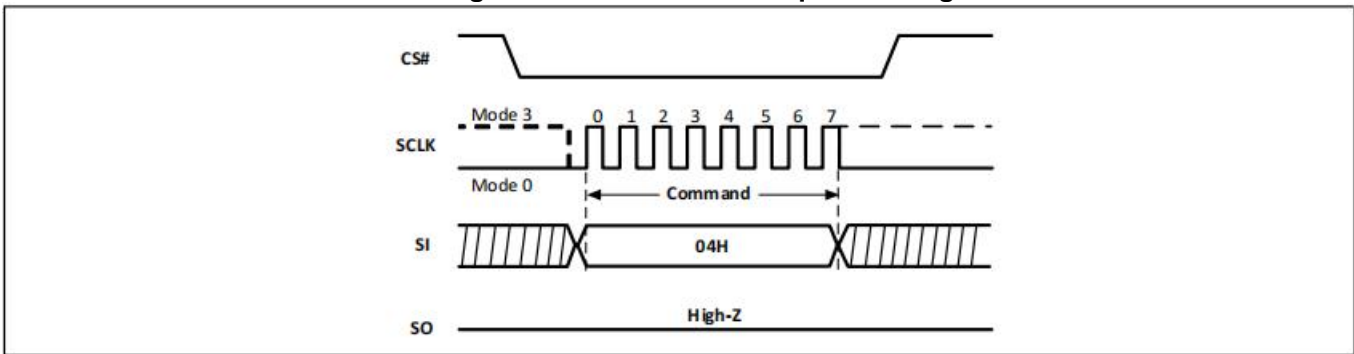 CS#
Mode 3
0 1 2 3 4 5 6 7
SCLK
Mode 0
Command
SI
04H
High-Z
SO